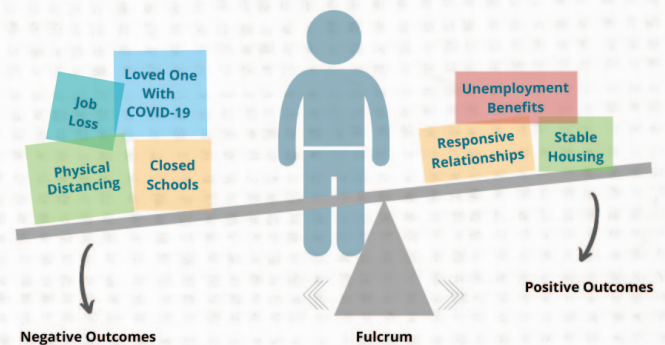 Job
Loss
Loved One
With
COVID-19
Physical
Distancing
Closed
Schools
Unemployment
Benefits
Responsive
Relationships
Stable
Housing
Negative Outcomes
Fulcrum
Positive Outcomes